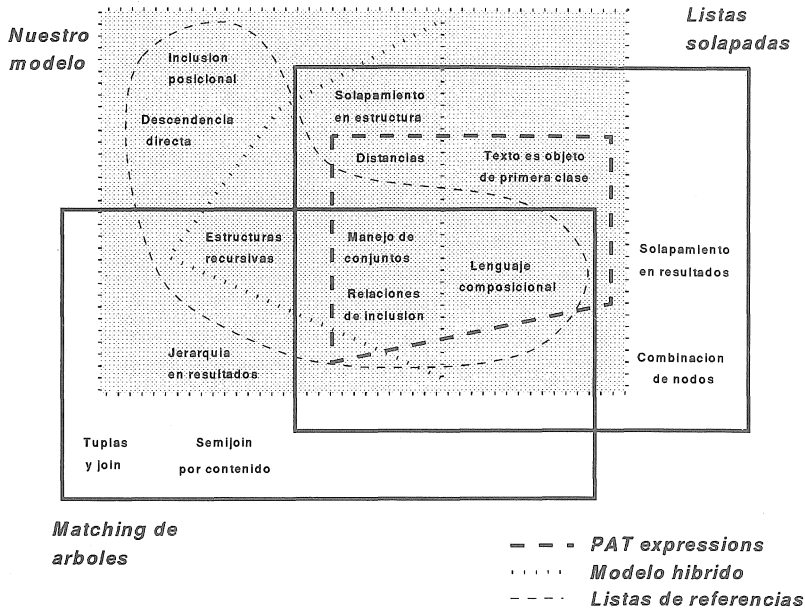 Nuestro
modelo
Listas
solapadas
Inclusion
posicional
Solapamiento
en estructura
Descendencia
directa
Distancias
Texto es objeto
de primera clase
Estructuras
recursivas
Manejo de
conjuntos
Lenguaje
composicional
Solapamiento
en resultados
Relaciones
de inclusion
Jerarquia
en resultados
Combinacion
de nodos
Tuplas
y join
Semijoin
por contenido
Matching de
arboles
PAT expressions
Modelo hibrido
Listas de referencias